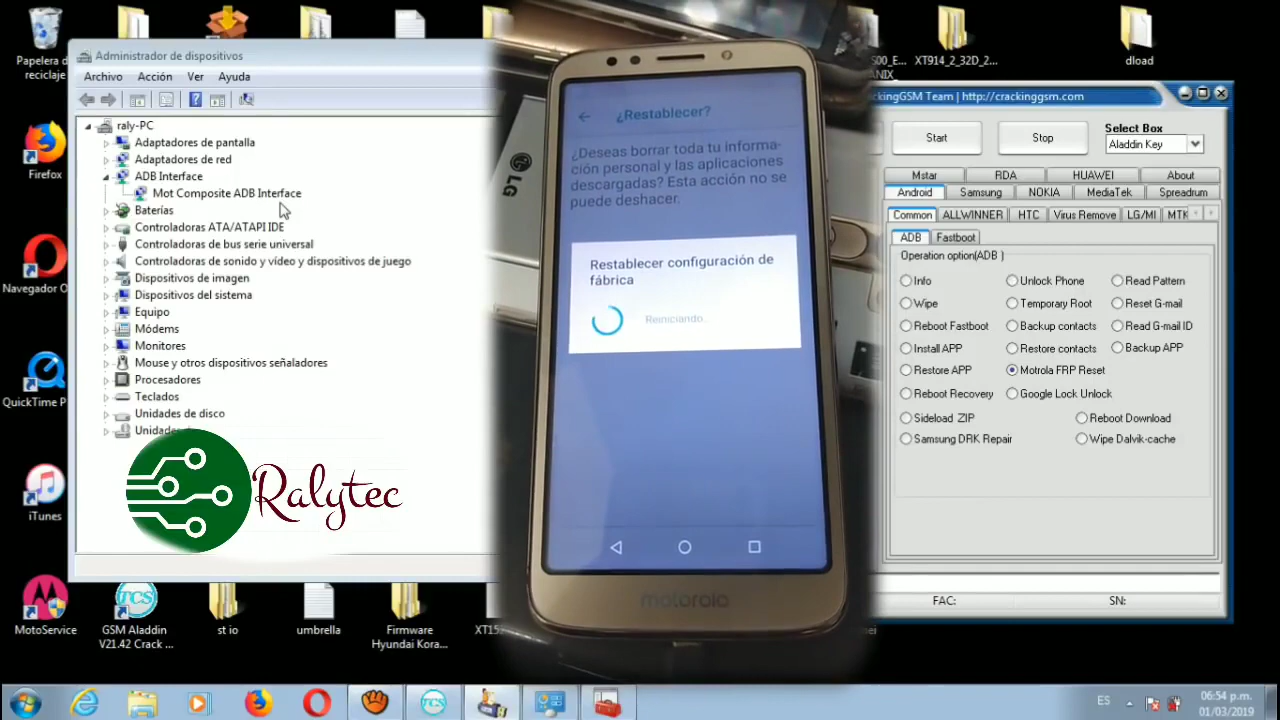 Papelera de
reciclaje
Firefox
Navegador O
QuickTime P
iTunes
MotoService
GSM Aladdin
V21.42 Crack ...
st io
umbrella
Firmware
Hyundai Kora...
XT914_2_32D_2...
dload
Administrador de dispositivos
Archivo Acción Ver Ayuda
raly-PC
Adaptadores de pantalla
Adaptadores de red
ADB Interface
Mot Composite ADB Interface
Baterías
Controladoras ATA/ATAPI IDE
Controladoras de bus serie universal
Controladoras de sonido y vídeo y dispositivos de juego
Dispositivos de imagen
Dispositivos del sistema
Equipo
Módems
Monitores
Mouse y otros dispositivos señaladores
Procesadores
Teclados
Unidades de disco
Ralytec
LG
¿Restablecer?
¿Deseas borrar toda tu informa-
ción personal y las aplicaciones
descargadas? Esta acción no se
puede deshacer.
Restablecer configuración de
fábrica
Reiniciando...
motorola
GSM Team | http://crackinggsm.com
Start Stop
Select Box
Aladdin Key
Mstar RDA HUAWEI About
Android Samsung NOKIA MediaTek Spreadrum
Common ALLWINNER HTC Virus Remove LG/MI MTK
ADB Fastboot
Operation option(ADB )
Info Unlock Phone Read Pattern
Wipe Temporary Root Reset G-mail
Reboot Fastboot Backup contacts Read G-mail ID
Install APP Restore contacts Backup APP
Restore APP Motrola FRP Reset
Reboot Recovery Google Lock Unlock
Sideload ZIP Reboot Download
Samsung DRK Repair Wipe Dalvik-cache
FAC: SN:
ES
06:54 p.m.
01/03/2019